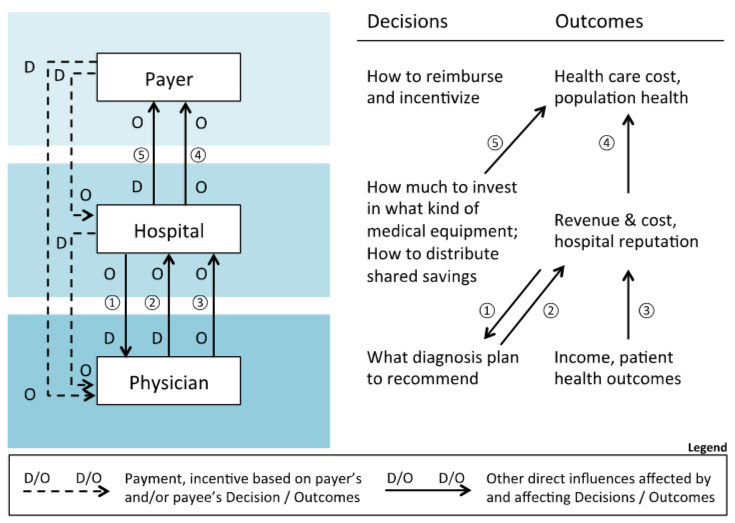 Decisions
Outcomes
D
D
Payer
How to reimburse
and incentivize
Health care cost,
population health
O
O
⑤
④
⑤
④
D
O
O
How much to invest
in what kind of
medical equipment;
How to distribute
shared savings
Hospital
D
Revenue & cost,
hospital reputation
O
O
O
①
②
③
①
②
③
D
D
O
O
O
Physician
What diagnosis plan
to recommend
Income, patient
health outcomes
Legend
D/O D/O
Payment, incentive based on payer's
and/or payee's Decision / Outcomes
D/O D/O
Other direct influences affected by
and affecting Decisions / Outcomes